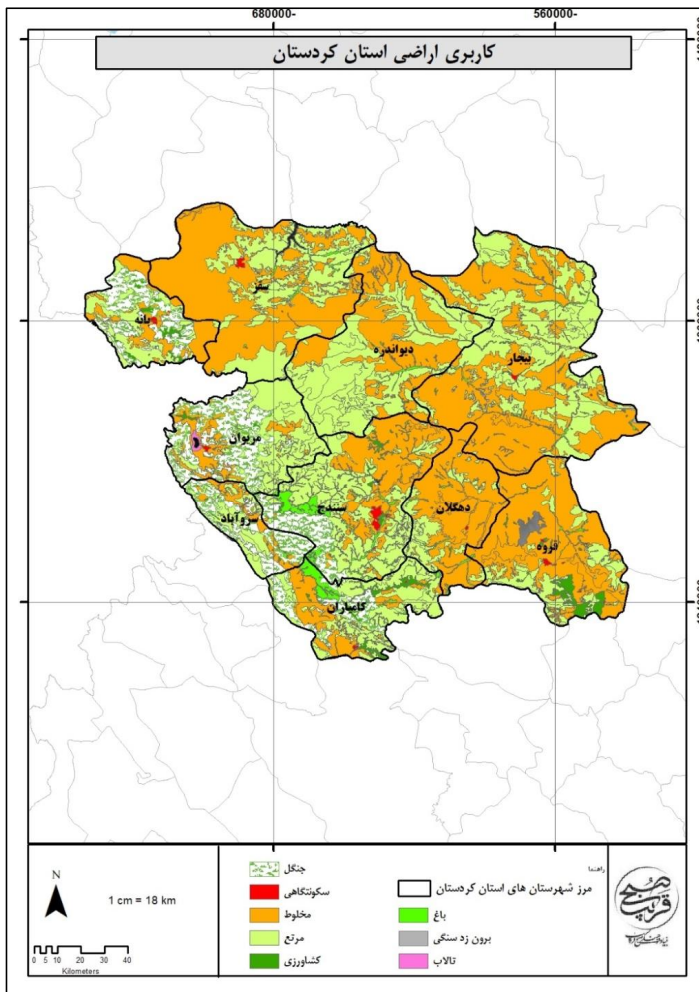 -680000 -560000
کاربری اراضی استان کردستان
سقز
بانه
دیواندره
بیجار
مریوان
سنندج
دهگلان
سروآباد
قروه
کامیاران
راهنما
مرز شهرستان های استان کردستان
باغ
برون زد سنگی
تالاب
جنگل
سکونتگاهی
مخلوط
مرتع
کشاورزی
N
1 cm = 18 km
0 5 10 20 30 40
Kilometers